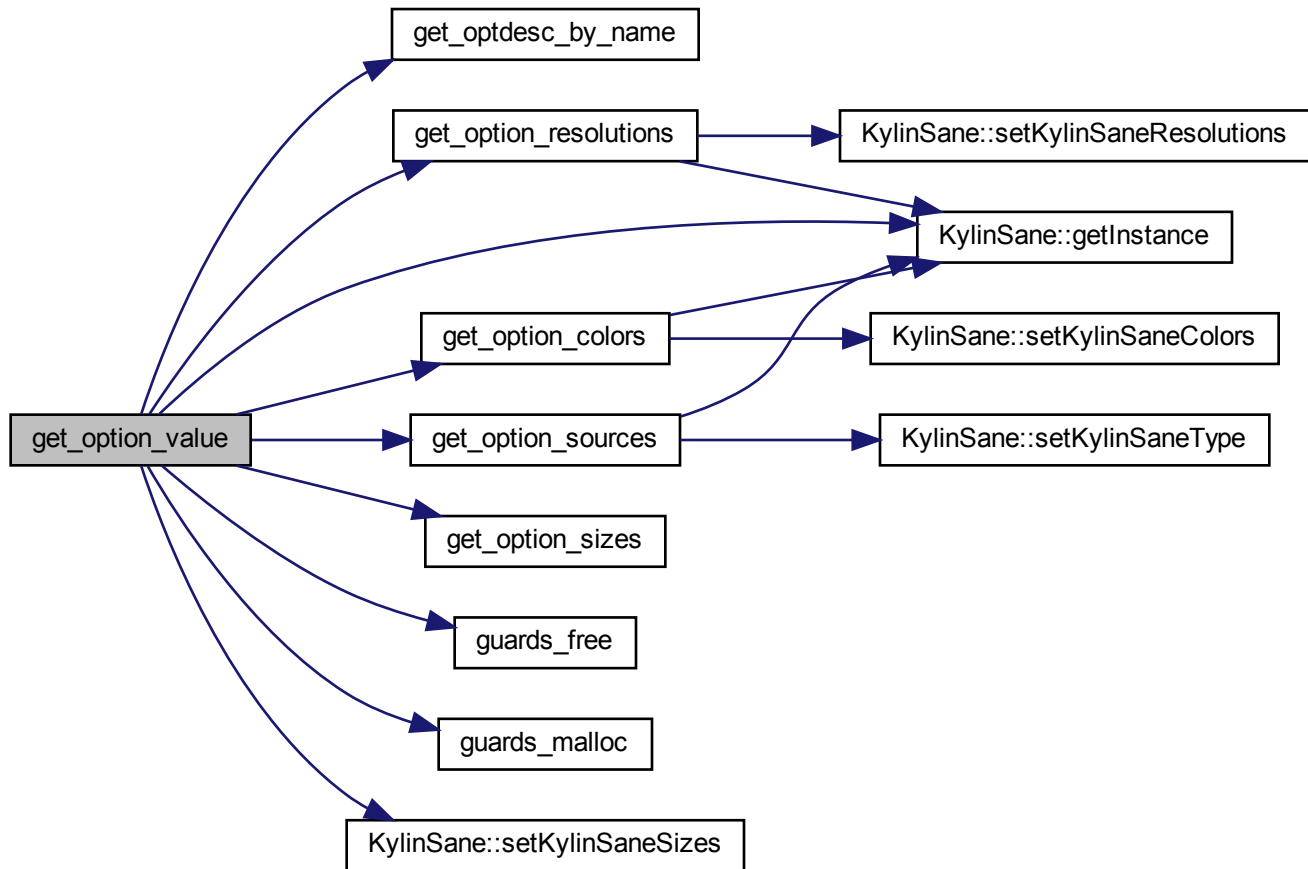 get_optdesc_by_name
get_option_resolutions
KylinSane::setKylinSaneResolutions
KylinSane::getInstance
get_option_colors
KylinSane::setKylinSaneColors
get_option_value
get_option_sources
KylinSane::setKylinSaneType
get_option_sizes
guards_free
guards_malloc
KylinSane::setKylinSaneSizes